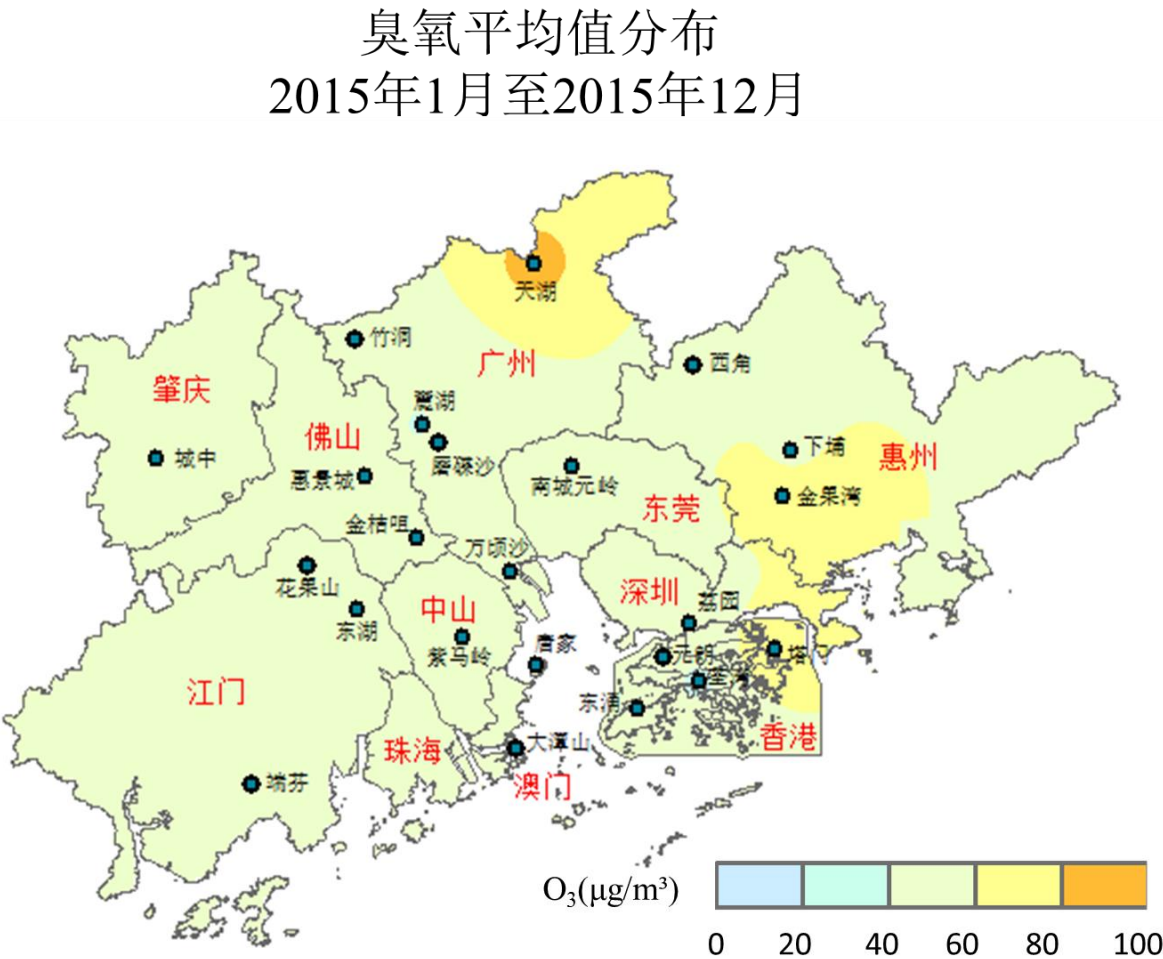 臭氧平均值分布
2015年1月至2015年12月
天湖
竹洞
广州
西角
肇庆
麓湖
佛山
磨碟沙
下埔
惠州
城中
惠景城
南城元岭
金果湾
东莞
金桔咀
万顷沙
花果山
深圳
荔园
中山
东湖
紫马岭
唐家
元朗
塔门
荃湾
江门
东涌
珠海
大潭山
香港
端芬
澳门
O₃(μg/m³)
0 20 40 60 80 100